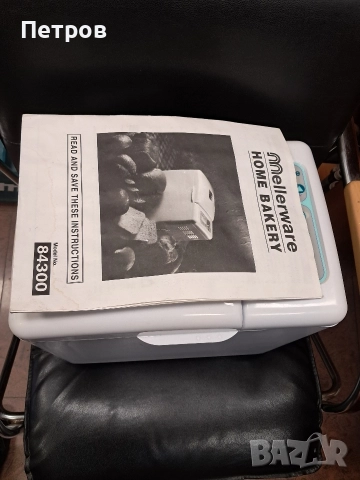 Петров
mellerware
HOME BAKERY
READ AND SAVE THESE INSTRUCTIONS
Model No.
84300
BAZAR